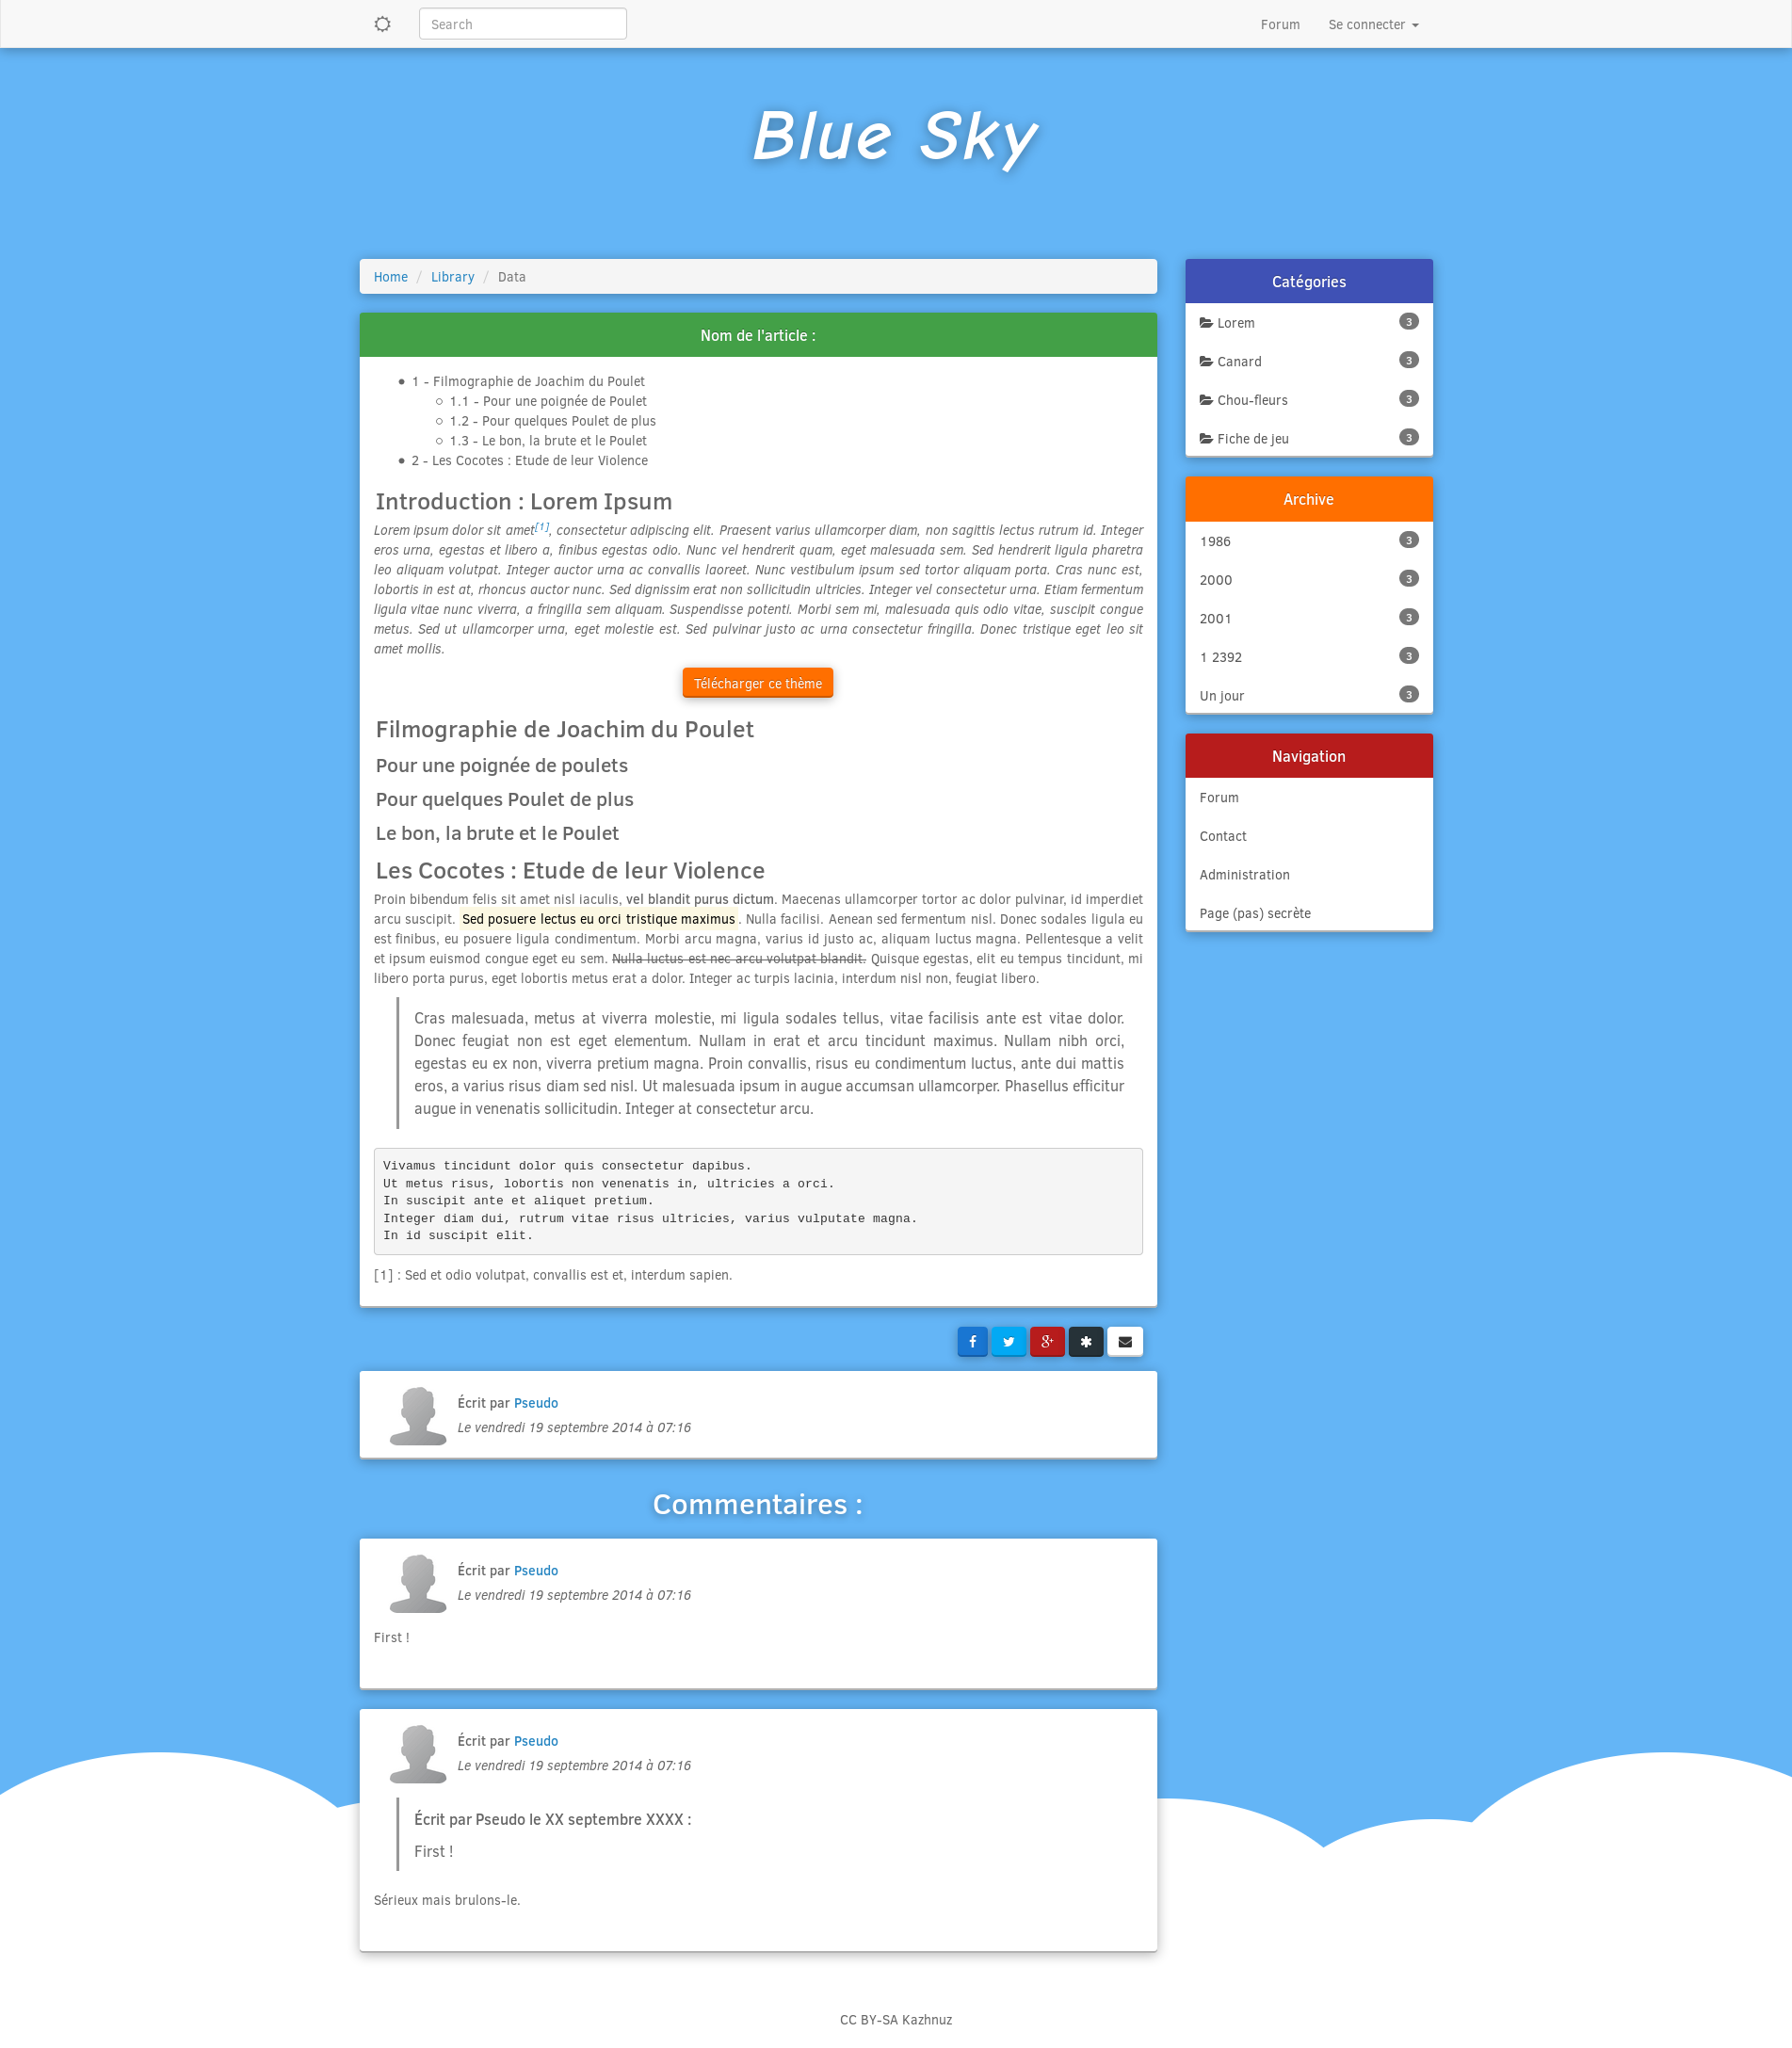 Search
Forum
Se connecter
Blue Sky
Home / Library / Data
Nom de l'article :
1 - Filmographie de Joachim du Poulet
1.1 - Pour une poignée de Poulet
1.2 - Pour quelques Poulet de plus
1.3 - Le bon, la brute et le Poulet
2 - Les Cocotes : Etude de leur Violence
Introduction : Lorem Ipsum
Lorem ipsum dolor sit amet[1], consectetur adipiscing elit. Praesent varius ullamcorper diam, non sagittis lectus rutrum id. Integer
eros urna, egestas et libero a, finibus egestas odio. Nunc vel hendrerit quam, eget malesuada sem. Sed hendrerit ligula pharetra
leo aliquam volutpat. Integer auctor urna ac convallis laoreet. Nunc vestibulum ipsum sed tortor aliquam porta. Cras nunc est,
lobortis in est at, rhoncus auctor nunc. Sed dignissim erat non sollicitudin ultricies. Integer vel consectetur urna. Etiam fermentum
ligula vitae nunc viverra, a fringilla sem aliquam. Suspendisse potenti. Morbi sem mi, malesuada quis odio vitae, suscipit congue
metus. Sed ut ullamcorper urna, eget molestie est. Sed pulvinar justo ac urna consectetur fringilla. Donec tristique eget leo sit
amet mollis.
Télécharger ce thème
Filmographie de Joachim du Poulet
Pour une poignée de poulets
Pour quelques Poulet de plus
Le bon, la brute et le Poulet
Les Cocotes : Etude de leur Violence
Proin bibendum felis sit amet nisl iaculis, vel blandit purus dictum. Maecenas ullamcorper tortor ac dolor pulvinar, id imperdiet
arcu suscipit. Sed posuere lectus eu orci tristique maximus. Nulla facilisi. Aenean sed fermentum nisl. Donec sodales ligula eu
est finibus, eu posuere ligula condimentum. Morbi arcu magna, varius id justo ac, aliquam luctus magna. Pellentesque a velit
et ipsum euismod congue eget eu sem. Nulla luctus est nec arcu volutpat blandit. Quisque egestas, elit eu tempus tincidunt, mi
libero porta purus, eget lobortis metus erat a dolor. Integer ac turpis lacinia, interdum nisl non, feugiat libero.
Cras malesuada, metus at viverra molestie, mi ligula sodales tellus, vitae facilisis ante est vitae dolor.
Donec feugiat non est eget elementum. Nullam in erat et arcu tincidunt maximus. Nullam nibh orci,
egestas eu ex non, viverra pretium magna. Proin convallis, risus eu condimentum luctus, ante dui mattis
eros, a varius risus diam sed nisl. Ut malesuada ipsum in augue accumsan ullamcorper. Phasellus efficitur
augue in venenatis sollicitudin. Integer at consectetur arcu.
Vivamus tincidunt dolor quis consectetur dapibus.
Ut metus risus, lobortis non venenatis in, ultricies a orci.
In suscipit ante et aliquet pretium.
Integer diam dui, rutrum vitae risus ultricies, varius vulputate magna.
In id suscipit elit.
[1] : Sed et odio volutpat, convallis est et, interdum sapien.
Écrit par Pseudo
Le vendredi 19 septembre 2014 à 07:16
Commentaires :
Écrit par Pseudo
Le vendredi 19 septembre 2014 à 07:16
First !
Écrit par Pseudo
Le vendredi 19 septembre 2014 à 07:16
Écrit par Pseudo le XX septembre XXXX :
First !
Sérieux mais brulons-le.
Catégories
Lorem 3
Canard 3
Chou-fleurs 3
Fiche de jeu 3
Archive
1986 3
2000 3
2001 3
1 2392 3
Un jour 3
Navigation
Forum
Contact
Administration
Page (pas) secrète
CC BY-SA Kazhnuz